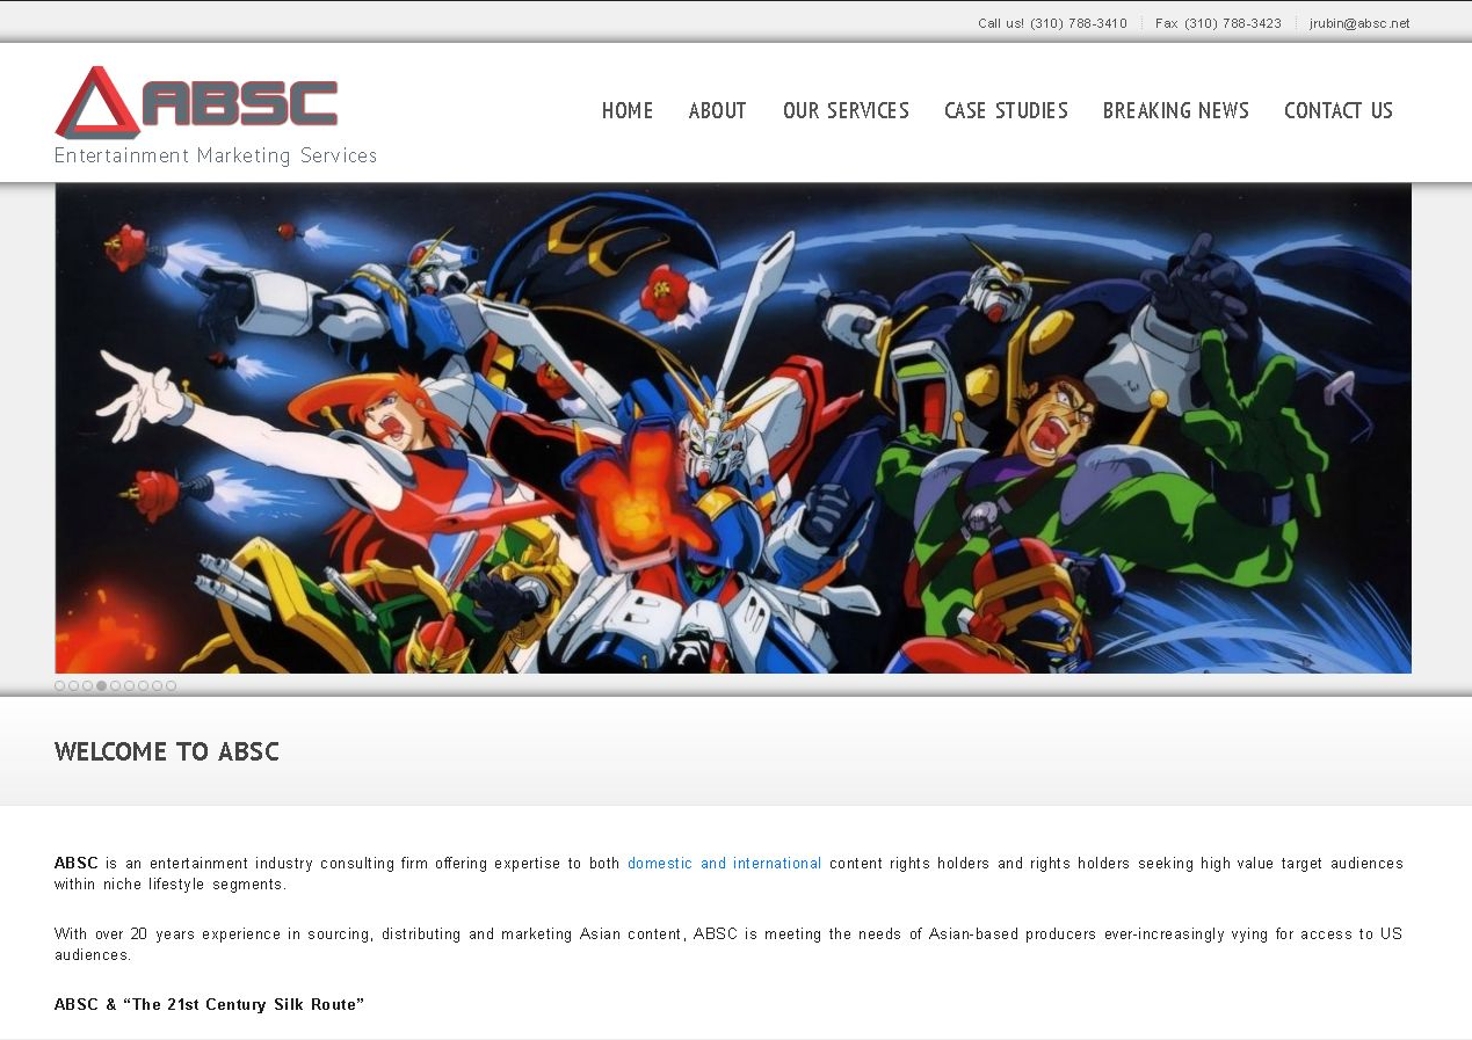 Call us! (310) 788-3410
Fax (310) 788-3423
jrubin@absc.net
ABSC
Entertainment Marketing Services
HOME
ABOUT
OUR SERVICES
CASE STUDIES
BREAKING NEWS
CONTACT US
WELCOME TO ABSC
ABSC is an entertainment industry consulting firm offering expertise to both domestic and international content rights holders and rights holders seeking high value target audiences
within niche lifestyle segments.
With over 20 years experience in sourcing, distributing and marketing Asian content, ABSC is meeting the needs of Asian-based producers ever-increasingly vying for access to US
audiences.
ABSC & “The 21st Century Silk Route”